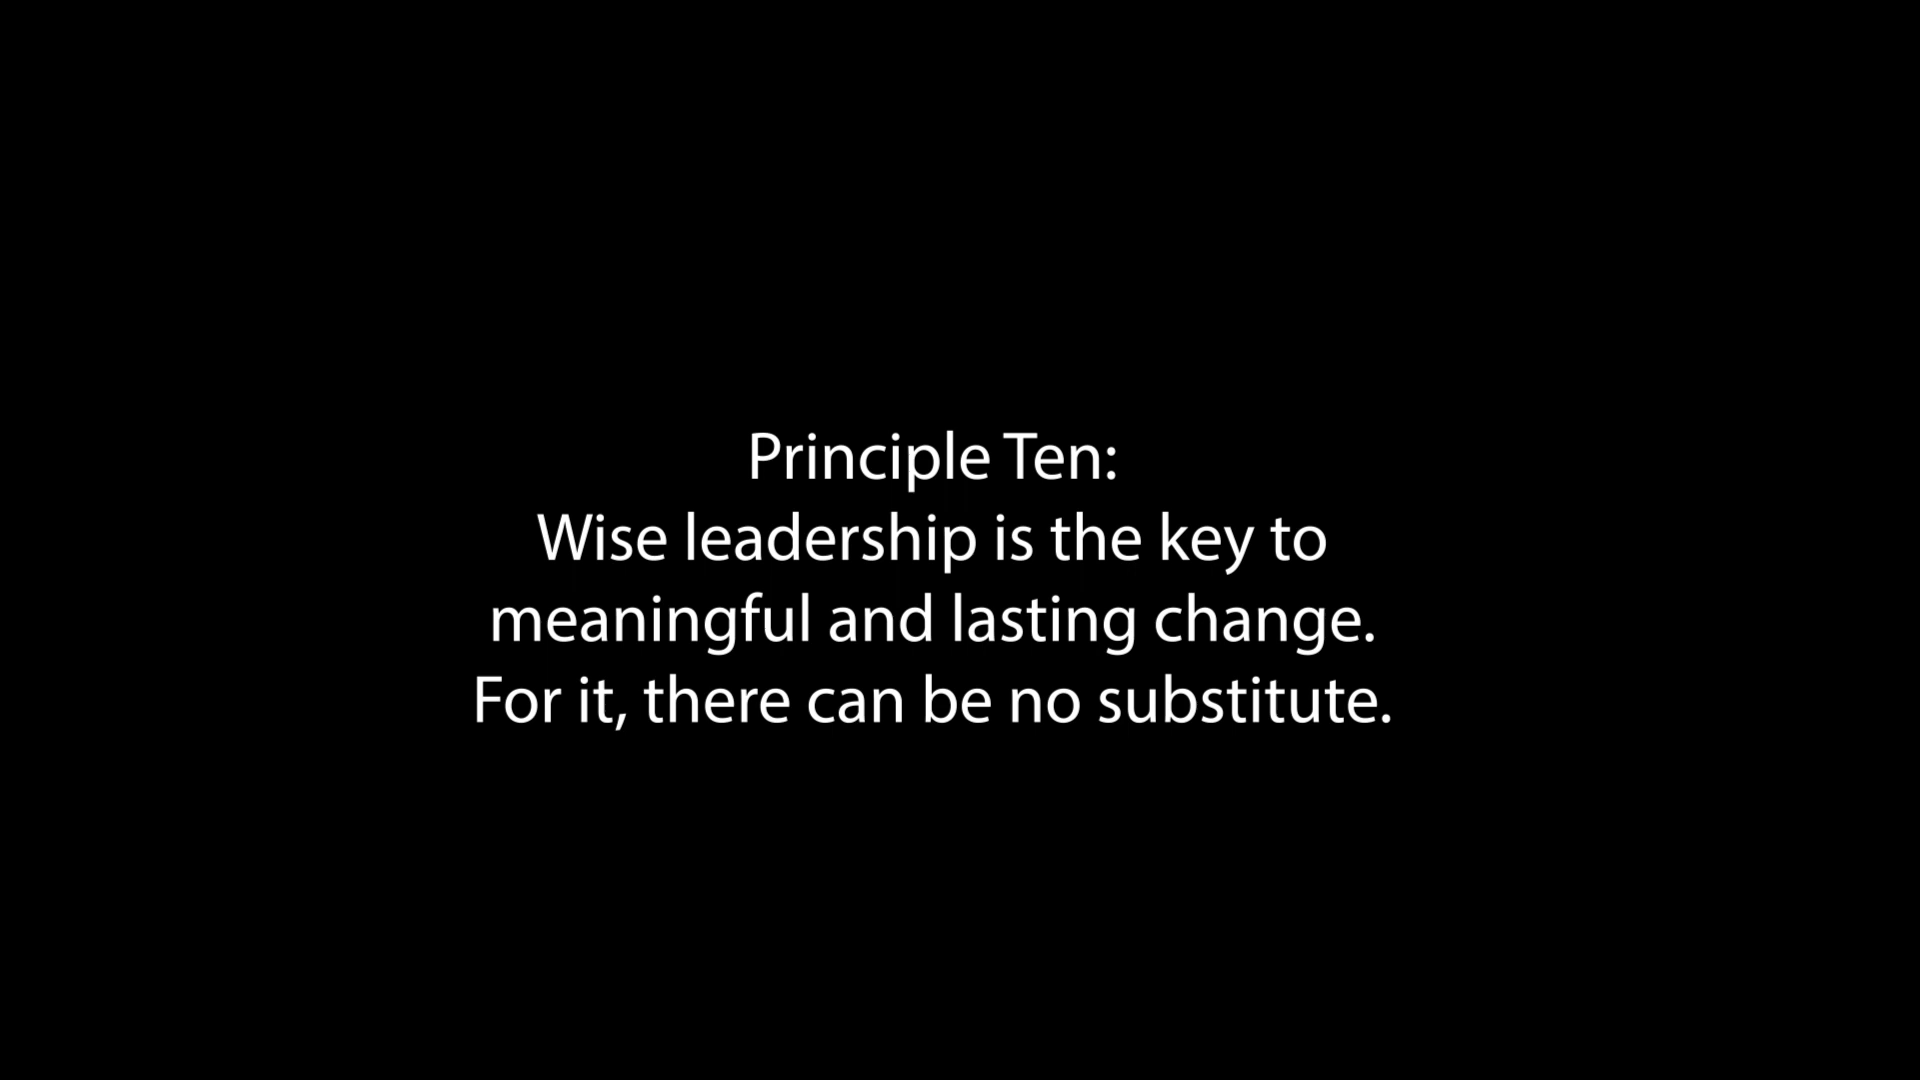 Principle Ten:
Wise leadership is the key to
meaningful and lasting change.
For it, there can be no substitute.